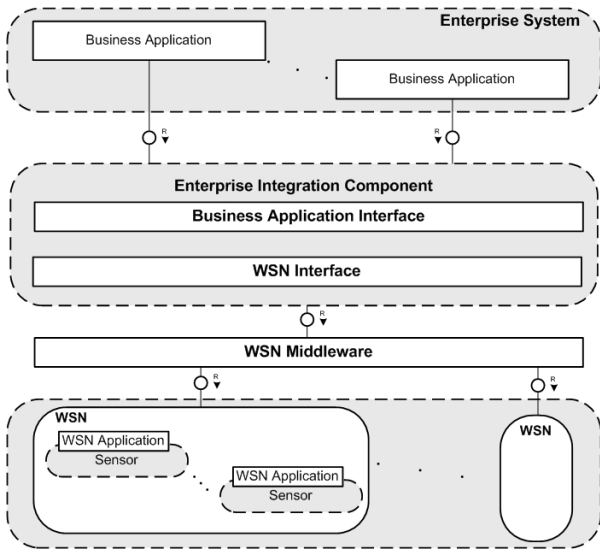 Enterprise System
Business Application
Business Application
R
R
Enterprise Integration Component
Business Application Interface
WSN Interface
R
WSN Middleware
R
R
WSN
WSN Application
Sensor
WSN Application
Sensor
WSN